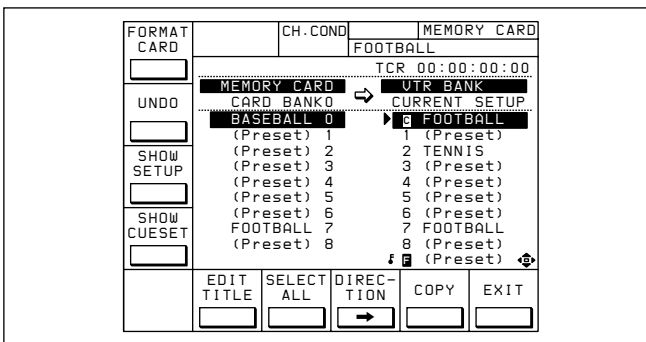 FORMAT CARD
UNDO
SHOW SETUP
SHOW CUESET
CH.COND
MEMORY CARD
FOOTBALL
TCR 00:00:00:00
MEMORY CARD ⇨ VTR BANK
CARD BANK0 CURRENT SETUP
BASEBALL 0 C FOOTBALL
(Preset) 1 1 (Preset)
(Preset) 2 2 TENNIS
(Preset) 3 3 (Preset)
(Preset) 4 4 (Preset)
(Preset) 5 5 (Preset)
(Preset) 6 6 (Preset)
FOOTBALL 7 7 FOOTBALL
(Preset) 8 8 (Preset)
F (Preset)
EDIT TITLE
SELECT ALL
DIREC-
TION
COPY
EXIT